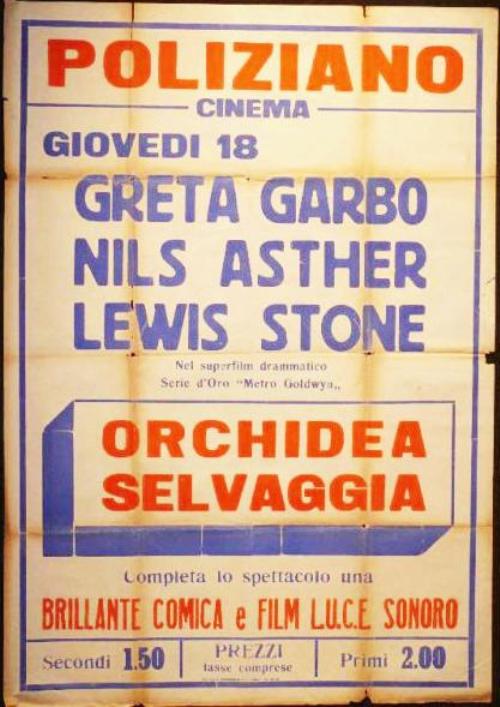 POLIZIANO
CINEMA
GIOVEDI 18
GRETA GARBO
NILS ASTHER
LEWIS STONE
Nel superfilm drammatico
Serie d'Oro "Metro Goldwyn„
ORCHIDEA
SELVAGGIA
Completa lo spettacolo una
BRILLANTE COMICA e FILM L.U.C.E. SONORO
Secondi 1.50
PREZZI
tasse comprese
Primi 2.00